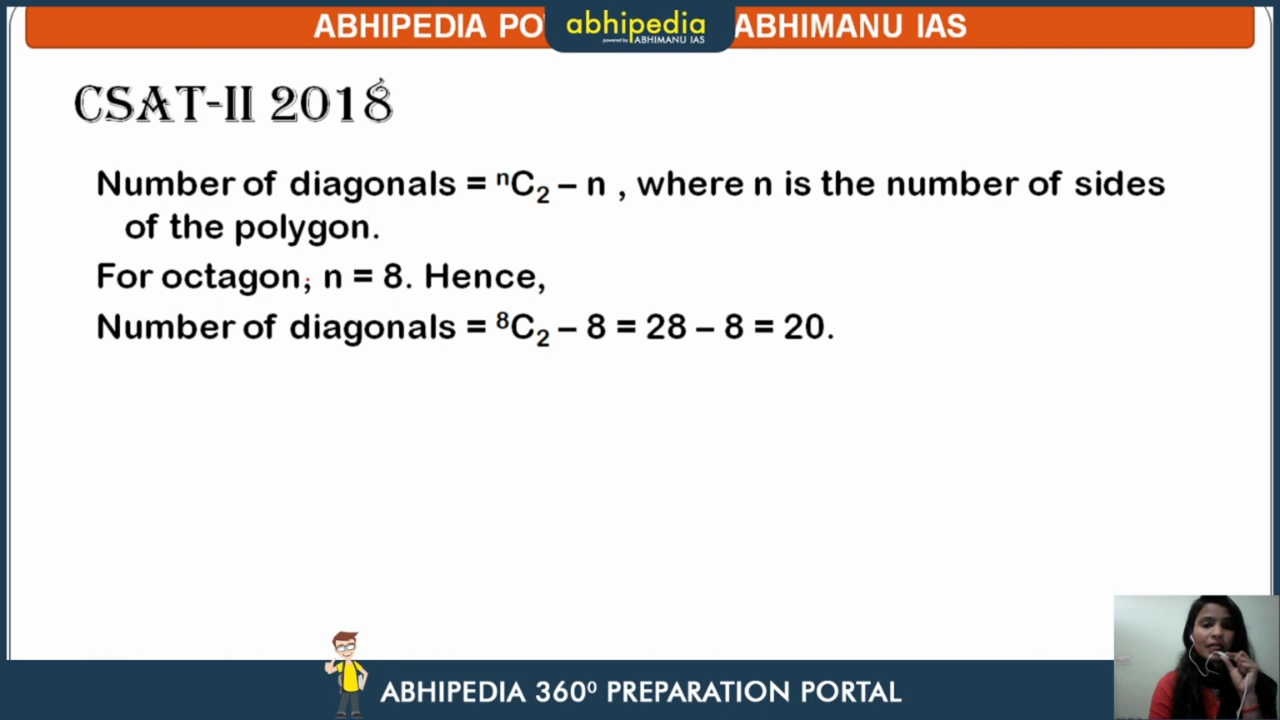 ABHIPEDIA PO
abhipedia
powered by ABHIMANU IAS
ABHIMANU IAS
CSAT-II 2018
Number of diagonals = ⁿC₂ – n , where n is the number of sides
of the polygon.
For octagon, n = 8. Hence,
Number of diagonals = ⁸C₂ – 8 = 28 – 8 = 20.
ABHIPEDIA 360⁰ PREPARATION PORTAL